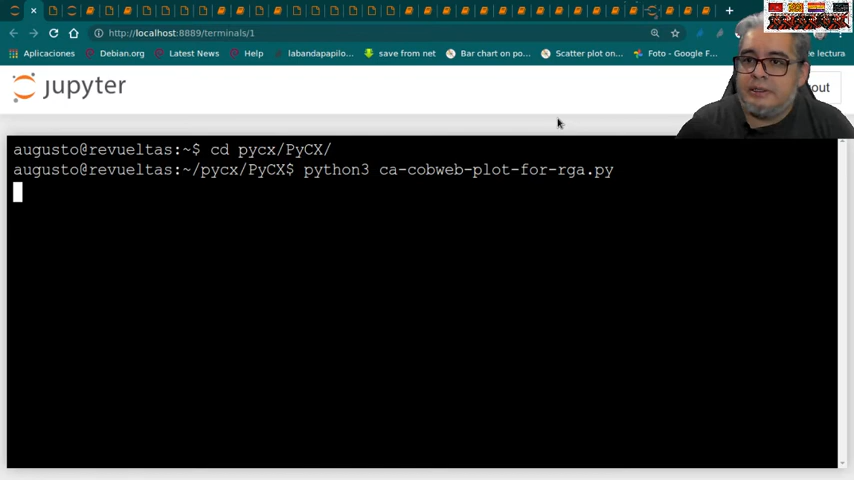 http://localhost:8889/terminals/1
Aplicaciones
Debian.org
Latest News
Help
labandapapilo...
save from net
Bar chart on po...
Scatter plot on...
Foto - Google F...
e lectura
jupyter
out
augusto@revueltas:~$ cd pycx/PyCX/
augusto@revueltas:~/pycx/PyCX$ python3 ca-cobweb-plot-for-rga.py